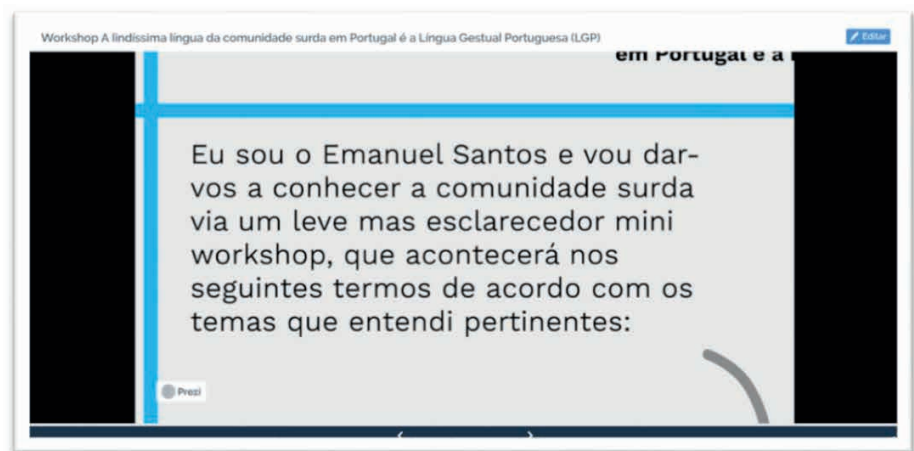 Workshop A lindíssima língua da comunidade surda em Portugal é a Língua Gestual Portuguesa (LGP)
Editar
em Portugal é a
Eu sou o Emanuel Santos e vou dar-
vos a conhecer a comunidade surda
via um leve mas esclarecedor mini
workshop, que acontecerá nos
seguintes termos de acordo com os
temas que entendi pertinentes:
Prezi